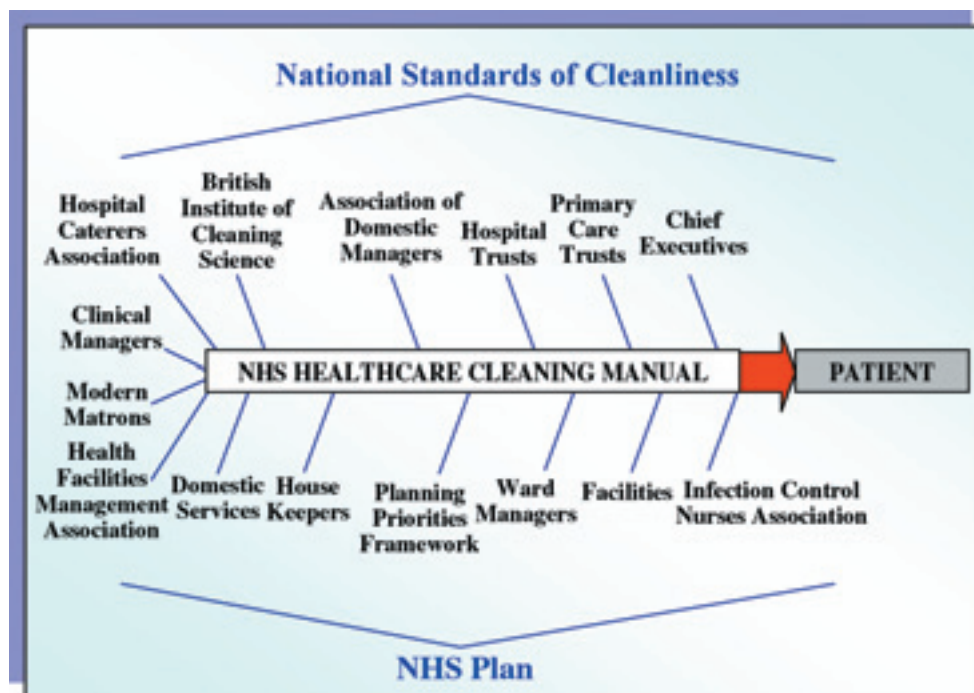 National Standards of Cleanliness
Hospital
Caterers
Association
British
Institute of
Cleaning
Science
Association of
Domestic
Managers
Hospital
Trusts
Primary
Care
Trusts
Chief
Executives
Clinical
Managers
NHS HEALTHCARE CLEANING MANUAL
PATIENT
Modern
Matrons
Health
Facilities
Management
Association
Domestic
Services
House
Keepers
Planning
Priorities
Framework
Ward
Managers
Facilities
Infection Control
Nurses Association
NHS Plan